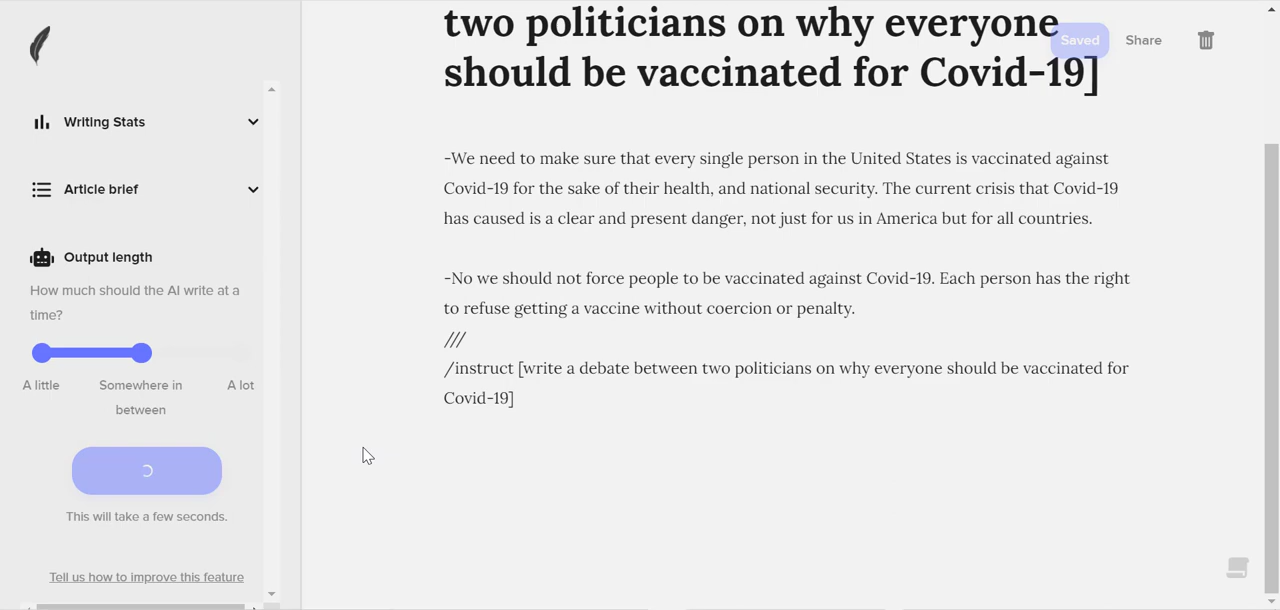 Writing Stats
Article brief
Output length
How much should the AI write at a
time?
A little
Somewhere in
between
A lot
This will take a few seconds.
Tell us how to improve this feature
two politicians on why everyone
should be vaccinated for Covid-19]
Saved
Share
-We need to make sure that every single person in the United States is vaccinated against
Covid-19 for the sake of their health, and national security. The current crisis that Covid-19
has caused is a clear and present danger, not just for us in America but for all countries.
-No we should not force people to be vaccinated against Covid-19. Each person has the right
to refuse getting a vaccine without coercion or penalty.
///
/instruct [write a debate between two politicians on why everyone should be vaccinated for
Covid-19]